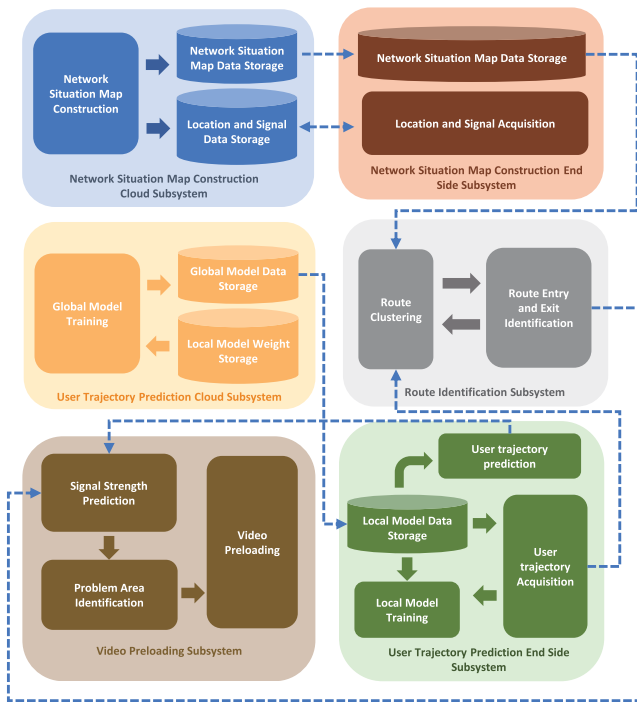 Network
Situation Map
Construction
Network Situation
Map Data Storage
Location and Signal
Data Storage
Network Situation Map Construction
Cloud Subsystem
Network Situation Map Data Storage
Location and Signal Acquisition
Network Situation Map Construction End
Side Subsystem
Global Model
Training
Global Model Data
Storage
Local Model Weight
Storage
User Trajectory Prediction Cloud Subsystem
Route
Clustering
Route Entry
and Exit
Identification
Route Identification Subsystem
Signal Strength
Prediction
Problem Area
Identification
Video
Preloading
Video Preloading Subsystem
User trajectory
prediction
Local Model Data
Storage
User
trajectory
Acquisition
Local Model
Training
User Trajectory Prediction End Side
Subsystem